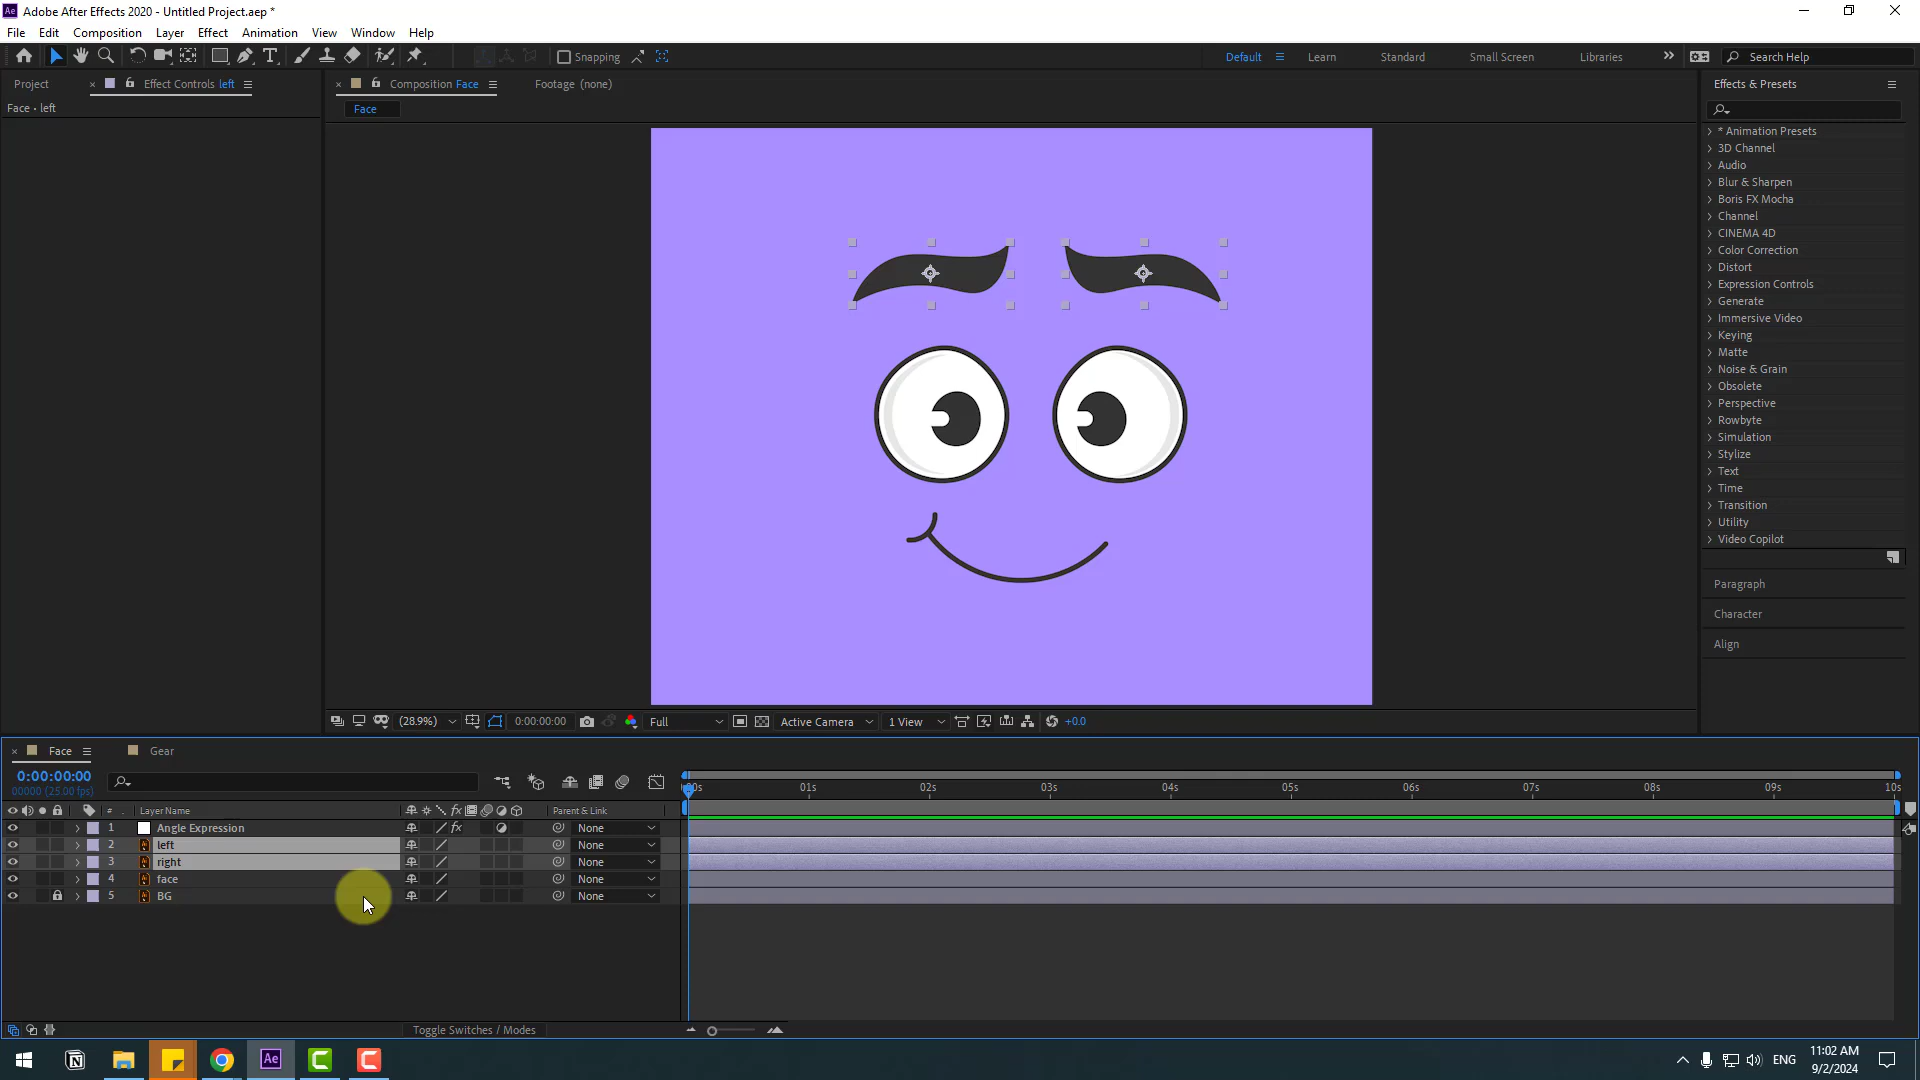 Adobe After Effects 2020 - Untitled Project.aep *
File Edit Composition Layer Effect Animation View Window Help
Snapping Default Learn Standard Small Screen Libraries Search Help
Project Effect Controls left
Face • left
Composition Face Footage (none)
Face
Effects & Presets
* Animation Presets
3D Channel
Audio
Blur & Sharpen
Boris FX Mocha
Channel
CINEMA 4D
Color Correction
Distort
Expression Controls
Generate
Immersive Video
Keying
Matte
Noise & Grain
Obsolete
Perspective
Rowbyte
Simulation
Stylize
Text
Time
Transition
Utility
Video Copilot
Paragraph
Character
Align
(28.9%) 0:00:00:00 Full Active Camera 1 View +0.0
Face Gear
0:00:00:00
00000 (25.00 fps)
:00s 01s 02s 03s 04s 05s 06s 07s 08s 09s 10s
# Layer Name Parent & Link
1 Angle Expression None
2 left None
3 right None
4 face None
5 BG None
Toggle Switches / Modes
ENG
11:02 AM
9/2/2024